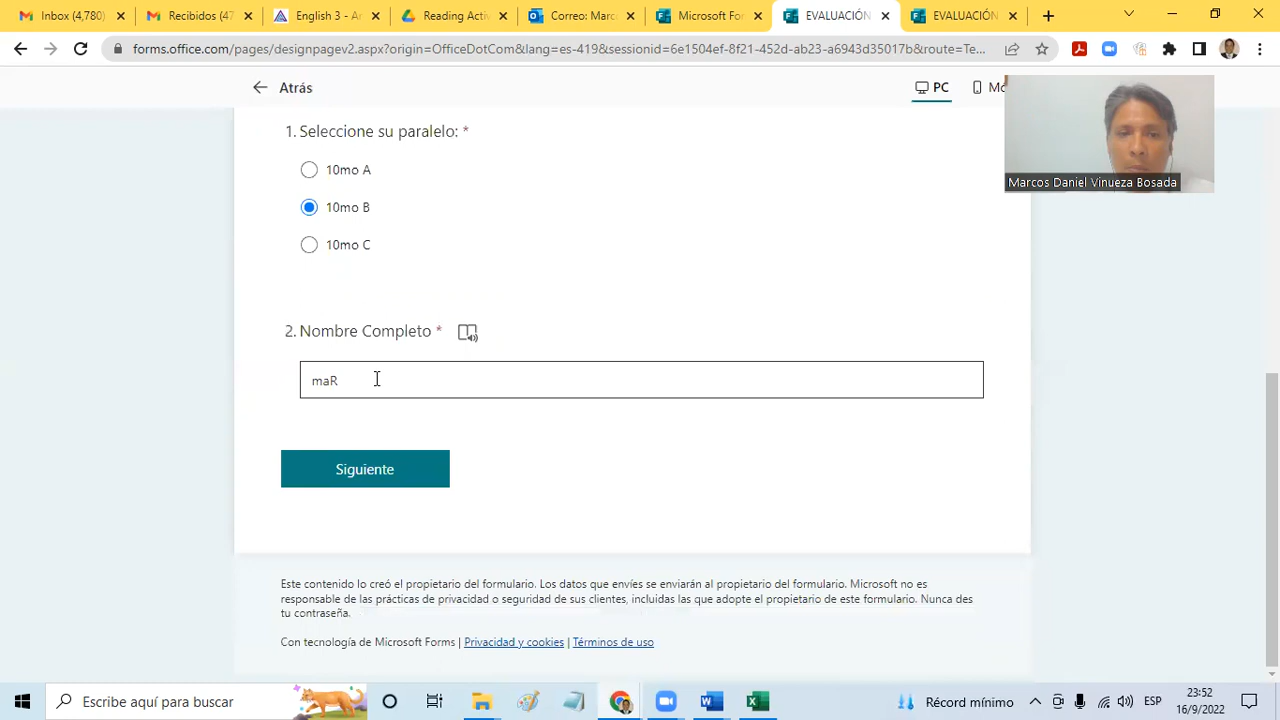 Inbox (4,780)
Recibidos (47
English 3 - Ar
Reading Activ
Correo: Marc
Microsoft For
EVALUACIÓN
EVALUACIÓN
forms.office.com/pages/designpagev2.aspx?origin=OfficeDotCom&lang=es-419&sessionid=6e1504ef-8f21-452d-ab23-a6943d35017b&route=Te...
Atrás
PC
Mó
Marcos Daniel Vinueza Bosada
1. Seleccione su paralelo: *
10mo A
10mo B
10mo C
2. Nombre Completo *
maR
Siguiente
Este contenido lo creó el propietario del formulario. Los datos que envíes se enviarán al propietario del formulario. Microsoft no es
responsable de las prácticas de privacidad o seguridad de sus clientes, incluidas las que adopte el propietario de este formulario. Nunca des
tu contraseña.
Con tecnología de Microsoft Forms | Privacidad y cookies | Términos de uso
Escribe aquí para buscar
Récord mínimo
ESP
23:52
16/9/2022